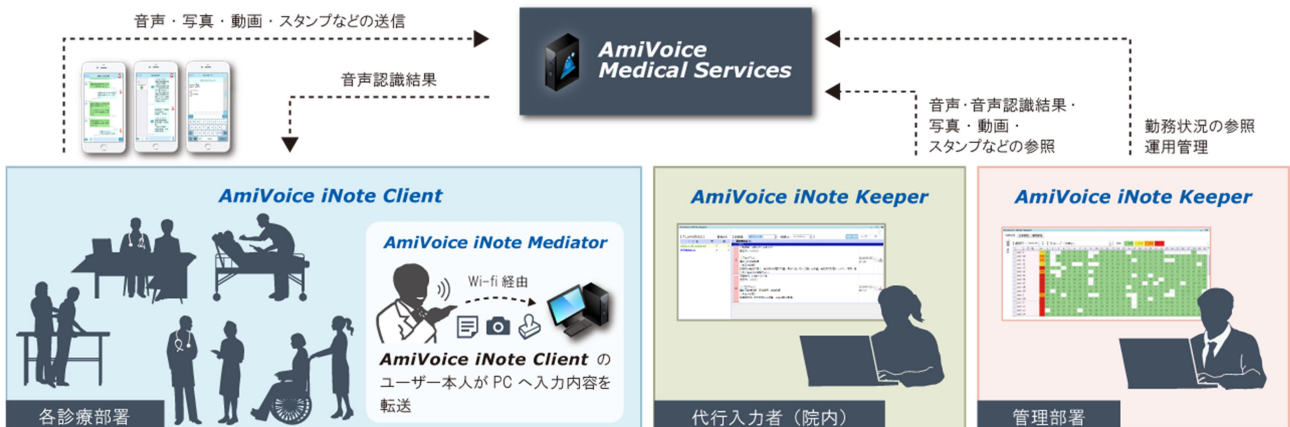 音声・写真・動画・スタンプなどの送信
音声認識結果
AmiVoice
Medical Services
音声・音声認識結果・
写真・動画・
スタンプなどの参照
勤務状況の参照
運用管理
AmiVoice iNote Client
AmiVoice iNote Mediator
Wi-fi 経由
AmiVoice iNote Client の
ユーザー本人が PC へ入力内容を
転送
各診療部署
AmiVoice iNote Keeper
代行入力者（院内）
AmiVoice iNote Keeper
管理部署